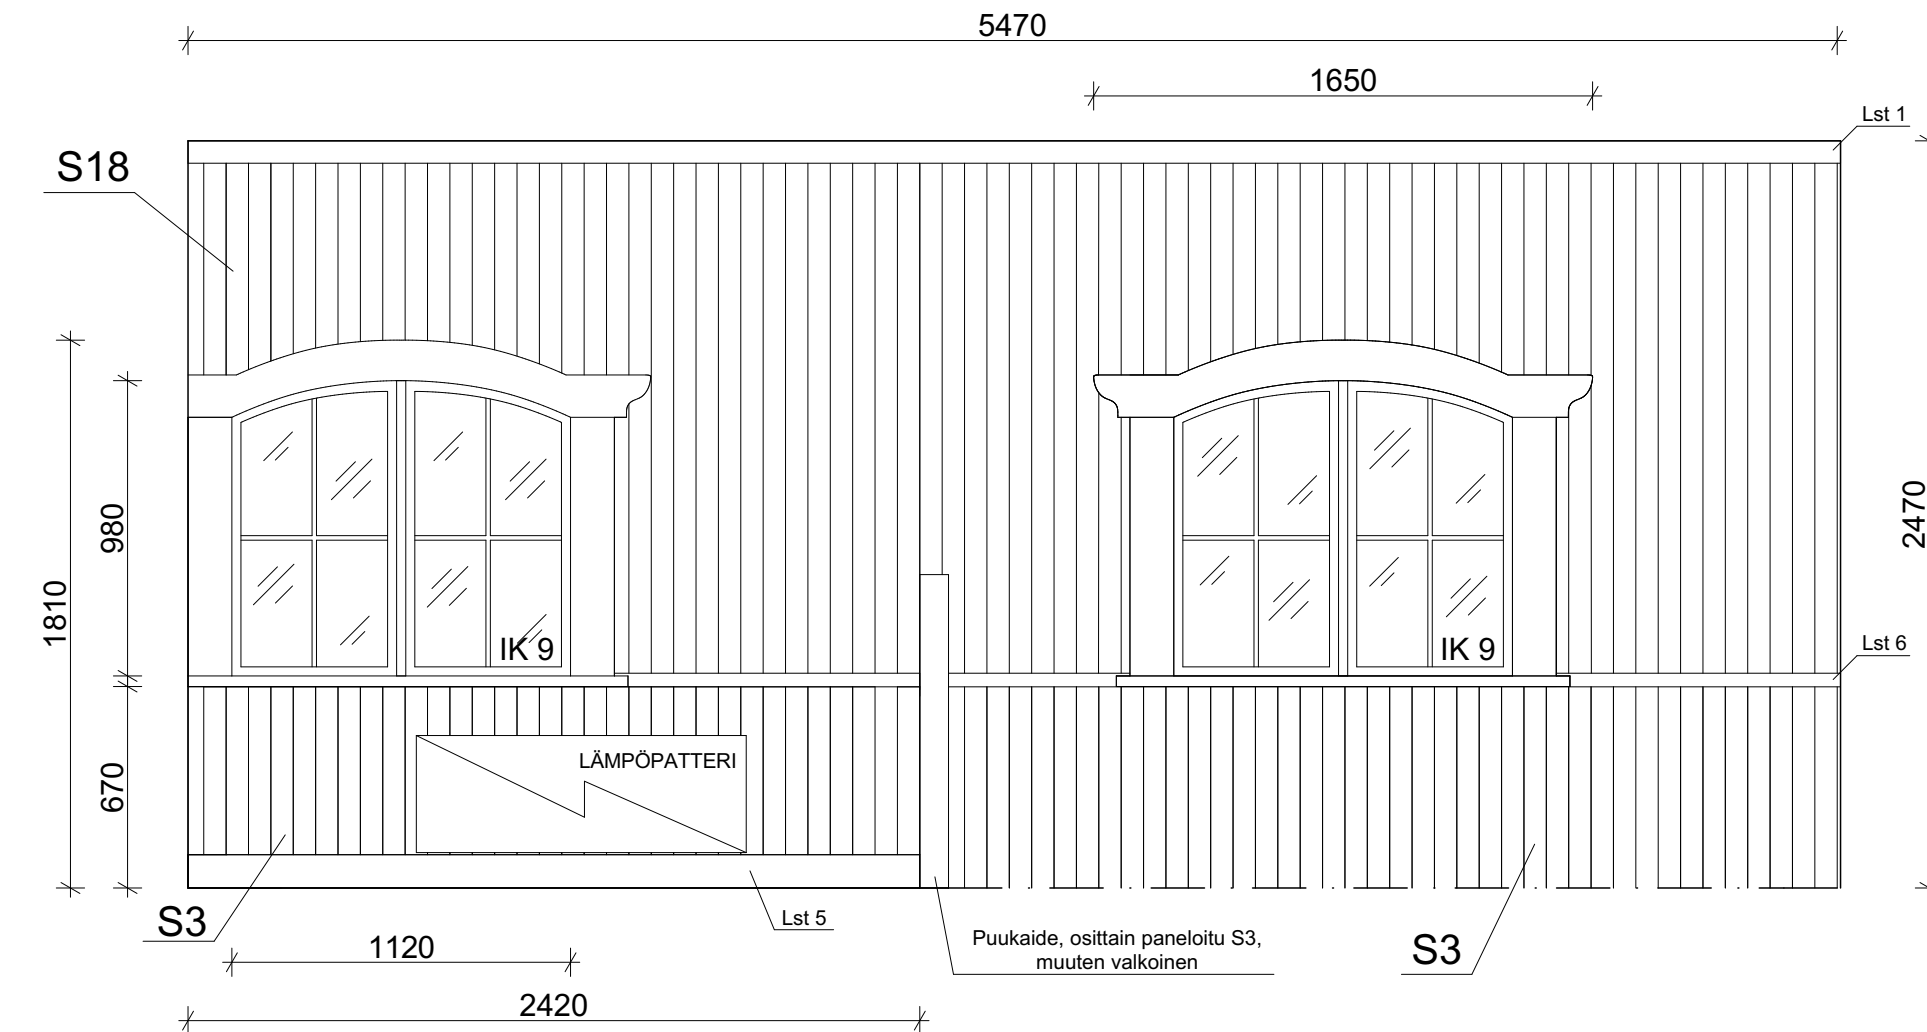 5470
1650
Lst 1
S18
2470
980
1810
IK 9
IK 9
Lst 6
LÄMPÖPATTERI
670
S3
Lst 5
Puukaide, osittain paneloitu S3,
muuten valkoinen
S3
1120
2420